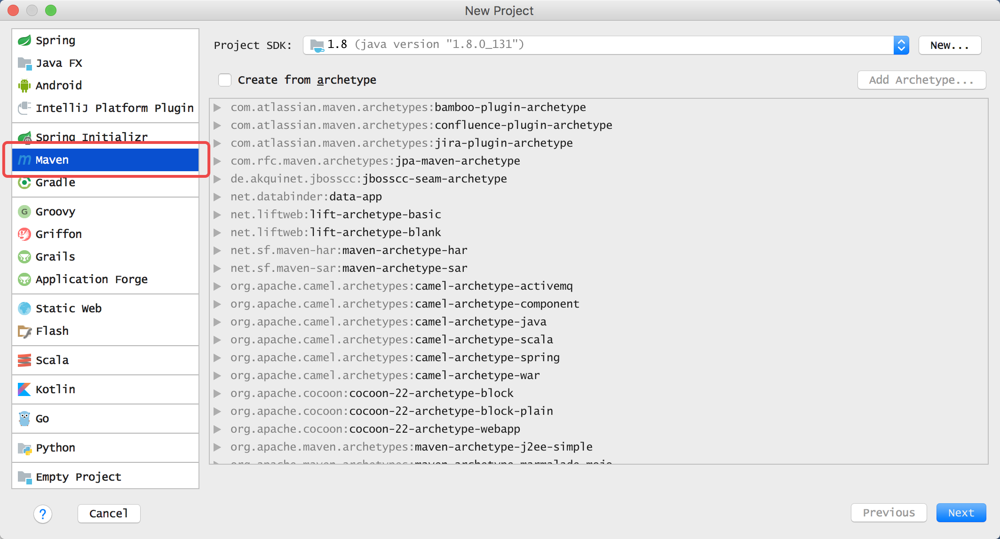 New Project
Spring
Java FX
Android
IntelliJ Platform Plugin
Spring Initializr
Maven
Gradle
Groovy
Griffon
Grails
Application Forge
Static Web
Flash
Scala
Kotlin
Go
Python
Empty Project
Project SDK: 1.8 (java version "1.8.0_131") New...
Create from archetype Add Archetype...
com.atlassian.maven.archetypes:bamboo-plugin-archetype
com.atlassian.maven.archetypes:confluence-plugin-archetype
com.atlassian.maven.archetypes:jira-plugin-archetype
com.rfc.maven.archetypes:jpa-maven-archetype
de.akquinet.jbosscc:jbosscc-seam-archetype
net.databinder:data-app
net.liftweb:lift-archetype-basic
net.liftweb:lift-archetype-blank
net.sf.maven-har:maven-archetype-har
net.sf.maven-sar:maven-archetype-sar
org.apache.camel.archetypes:camel-archetype-activemq
org.apache.camel.archetypes:camel-archetype-component
org.apache.camel.archetypes:camel-archetype-java
org.apache.camel.archetypes:camel-archetype-scala
org.apache.camel.archetypes:camel-archetype-spring
org.apache.camel.archetypes:camel-archetype-war
org.apache.cocoon:cocoon-22-archetype-block
org.apache.cocoon:cocoon-22-archetype-block-plain
org.apache.cocoon:cocoon-22-archetype-webapp
org.apache.maven.archetypes:maven-archetype-j2ee-simple
org.apache.maven.archetypes:maven-archetype-marmalade-mojo
? Cancel Previous Next